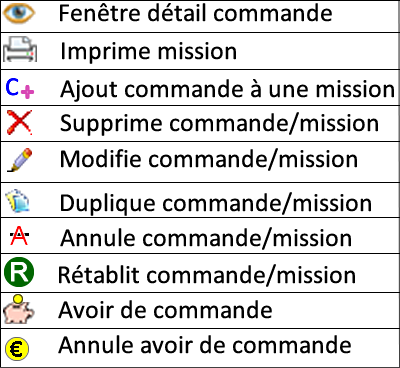 Fenêtre détail commande
Imprime mission
C+ Ajout commande à une mission
Supprime commande/mission
Modifie commande/mission
Duplique commande/mission
A Annule commande/mission
R Rétablit commande/mission
Avoir de commande
€ Annule avoir de commande